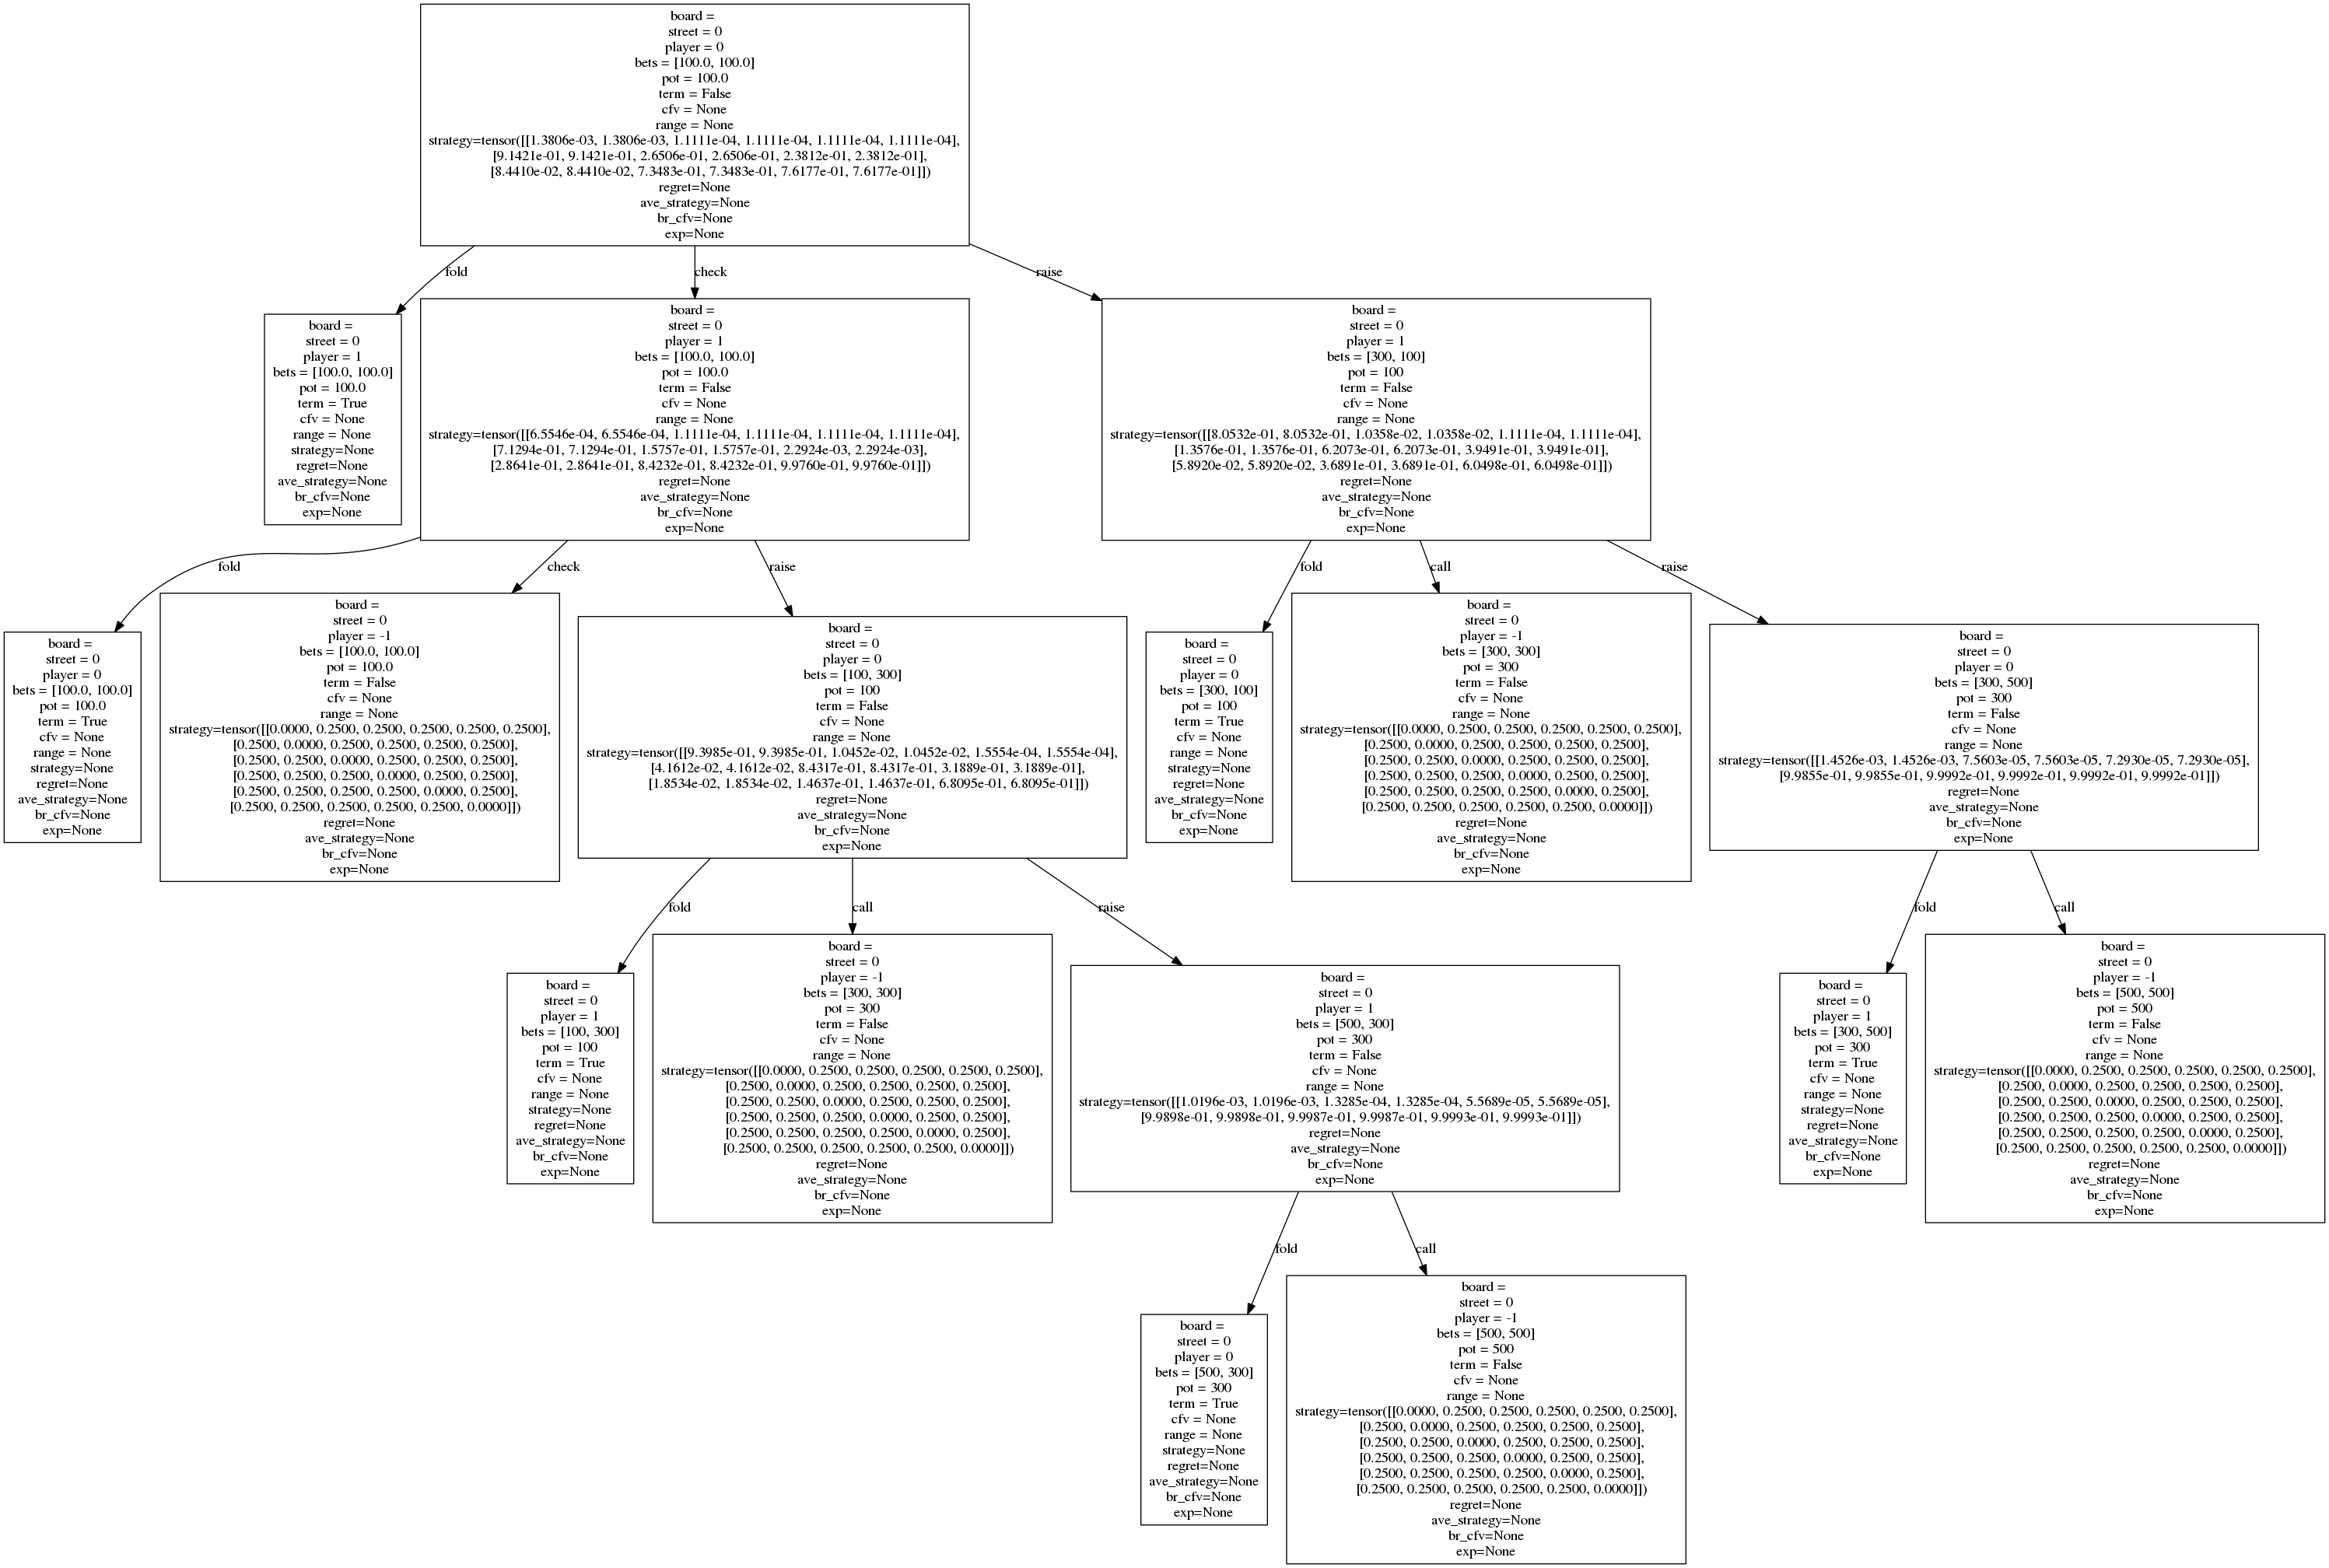 board =
street = 0
player = 0
bets = [100.0, 100.0]
pot = 100.0
term = False
cfv = None
range = None
strategy=tensor([[1.3806e-03, 1.3806e-03, 1.1111e-04, 1.1111e-04, 1.1111e-04, 1.1111e-04],
[9.1421e-01, 9.1421e-01, 2.6506e-01, 2.6506e-01, 2.3812e-01, 2.3812e-01],
[8.4410e-02, 8.4410e-02, 7.3483e-01, 7.3483e-01, 7.6177e-01, 7.6177e-01]])
regret=None
ave_strategy=None
br_cfv=None
exp=None
fold
check
raise
board =
street = 0
player = 1
bets = [100.0, 100.0]
pot = 100.0
term = True
cfv = None
range = None
strategy=None
regret=None
ave_strategy=None
br_cfv=None
exp=None
board =
street = 0
player = 1
bets = [100.0, 100.0]
pot = 100.0
term = False
cfv = None
range = None
strategy=tensor([[6.5546e-04, 6.5546e-04, 1.1111e-04, 1.1111e-04, 1.1111e-04, 1.1111e-04],
[7.1294e-01, 7.1294e-01, 1.5757e-01, 1.5757e-01, 2.2924e-03, 2.2924e-03],
[2.8641e-01, 2.8641e-01, 8.4232e-01, 8.4232e-01, 9.9760e-01, 9.9760e-01]])
regret=None
ave_strategy=None
br_cfv=None
exp=None
board =
street = 0
player = 1
bets = [300, 100]
pot = 100
term = False
cfv = None
range = None
strategy=tensor([[8.0532e-01, 8.0532e-01, 1.0358e-02, 1.0358e-02, 1.1111e-04, 1.1111e-04],
[1.3576e-01, 1.3576e-01, 6.2073e-01, 6.2073e-01, 3.9491e-01, 3.9491e-01],
[5.8920e-02, 5.8920e-02, 3.6891e-01, 3.6891e-01, 6.0498e-01, 6.0498e-01]])
regret=None
ave_strategy=None
br_cfv=None
exp=None
fold
check
raise
fold
call
raise
board =
street = 0
player = 0
bets = [100.0, 100.0]
pot = 100.0
term = True
cfv = None
range = None
strategy=None
regret=None
ave_strategy=None
br_cfv=None
exp=None
board =
street = 0
player = -1
bets = [100.0, 100.0]
pot = 100.0
term = False
cfv = None
range = None
strategy=tensor([[0.0000, 0.2500, 0.2500, 0.2500, 0.2500, 0.2500],
[0.2500, 0.0000, 0.2500, 0.2500, 0.2500, 0.2500],
[0.2500, 0.2500, 0.0000, 0.2500, 0.2500, 0.2500],
[0.2500, 0.2500, 0.2500, 0.0000, 0.2500, 0.2500],
[0.2500, 0.2500, 0.2500, 0.2500, 0.0000, 0.2500],
[0.2500, 0.2500, 0.2500, 0.2500, 0.2500, 0.0000]])
regret=None
ave_strategy=None
br_cfv=None
exp=None
board =
street = 0
player = 0
bets = [100, 300]
pot = 100
term = False
cfv = None
range = None
strategy=tensor([[9.3985e-01, 9.3985e-01, 1.0452e-02, 1.0452e-02, 1.5554e-04, 1.5554e-04],
[4.1612e-02, 4.1612e-02, 8.4317e-01, 8.4317e-01, 3.1889e-01, 3.1889e-01],
[1.8534e-02, 1.8534e-02, 1.4637e-01, 1.4637e-01, 6.8095e-01, 6.8095e-01]])
regret=None
ave_strategy=None
br_cfv=None
exp=None
board =
street = 0
player = 0
bets = [300, 100]
pot = 100
term = True
cfv = None
range = None
strategy=None
regret=None
ave_strategy=None
br_cfv=None
exp=None
board =
street = 0
player = -1
bets = [300, 300]
pot = 300
term = False
cfv = None
range = None
strategy=tensor([[0.0000, 0.2500, 0.2500, 0.2500, 0.2500, 0.2500],
[0.2500, 0.0000, 0.2500, 0.2500, 0.2500, 0.2500],
[0.2500, 0.2500, 0.0000, 0.2500, 0.2500, 0.2500],
[0.2500, 0.2500, 0.2500, 0.0000, 0.2500, 0.2500],
[0.2500, 0.2500, 0.2500, 0.2500, 0.0000, 0.2500],
[0.2500, 0.2500, 0.2500, 0.2500, 0.2500, 0.0000]])
regret=None
ave_strategy=None
br_cfv=None
exp=None
board =
street = 0
player = 0
bets = [300, 500]
pot = 300
term = False
cfv = None
range = None
strategy=tensor([[1.4526e-03, 1.4526e-03, 7.5603e-05, 7.5603e-05, 7.2930e-05, 7.2930e-05],
[9.9855e-01, 9.9855e-01, 9.9992e-01, 9.9992e-01, 9.9992e-01, 9.9992e-01]])
regret=None
ave_strategy=None
br_cfv=None
exp=None
fold
call
raise
fold
call
board =
street = 0
player = 1
bets = [100, 300]
pot = 100
term = True
cfv = None
range = None
strategy=None
regret=None
ave_strategy=None
br_cfv=None
exp=None
board =
street = 0
player = -1
bets = [300, 300]
pot = 300
term = False
cfv = None
range = None
strategy=tensor([[0.0000, 0.2500, 0.2500, 0.2500, 0.2500, 0.2500],
[0.2500, 0.0000, 0.2500, 0.2500, 0.2500, 0.2500],
[0.2500, 0.2500, 0.0000, 0.2500, 0.2500, 0.2500],
[0.2500, 0.2500, 0.2500, 0.0000, 0.2500, 0.2500],
[0.2500, 0.2500, 0.2500, 0.2500, 0.0000, 0.2500],
[0.2500, 0.2500, 0.2500, 0.2500, 0.2500, 0.0000]])
regret=None
ave_strategy=None
br_cfv=None
exp=None
board =
street = 0
player = 1
bets = [500, 300]
pot = 300
term = False
cfv = None
range = None
strategy=tensor([[1.0196e-03, 1.0196e-03, 1.3285e-04, 1.3285e-04, 5.5689e-05, 5.5689e-05],
[9.9898e-01, 9.9898e-01, 9.9987e-01, 9.9987e-01, 9.9993e-01, 9.9993e-01]])
regret=None
ave_strategy=None
br_cfv=None
exp=None
board =
street = 0
player = 1
bets = [300, 500]
pot = 300
term = True
cfv = None
range = None
strategy=None
regret=None
ave_strategy=None
br_cfv=None
exp=None
board =
street = 0
player = -1
bets = [500, 500]
pot = 500
term = False
cfv = None
range = None
strategy=tensor([[0.0000, 0.2500, 0.2500, 0.2500, 0.2500, 0.2500],
[0.2500, 0.0000, 0.2500, 0.2500, 0.2500, 0.2500],
[0.2500, 0.2500, 0.0000, 0.2500, 0.2500, 0.2500],
[0.2500, 0.2500, 0.2500, 0.0000, 0.2500, 0.2500],
[0.2500, 0.2500, 0.2500, 0.2500, 0.0000, 0.2500],
[0.2500, 0.2500, 0.2500, 0.2500, 0.2500, 0.0000]])
regret=None
ave_strategy=None
br_cfv=None
exp=None
fold
call
board =
street = 0
player = 0
bets = [500, 300]
pot = 300
term = True
cfv = None
range = None
strategy=None
regret=None
ave_strategy=None
br_cfv=None
exp=None
board =
street = 0
player = -1
bets = [500, 500]
pot = 500
term = False
cfv = None
range = None
strategy=tensor([[0.0000, 0.2500, 0.2500, 0.2500, 0.2500, 0.2500],
[0.2500, 0.0000, 0.2500, 0.2500, 0.2500, 0.2500],
[0.2500, 0.2500, 0.0000, 0.2500, 0.2500, 0.2500],
[0.2500, 0.2500, 0.2500, 0.0000, 0.2500, 0.2500],
[0.2500, 0.2500, 0.2500, 0.2500, 0.0000, 0.2500],
[0.2500, 0.2500, 0.2500, 0.2500, 0.2500, 0.0000]])
regret=None
ave_strategy=None
br_cfv=None
exp=None